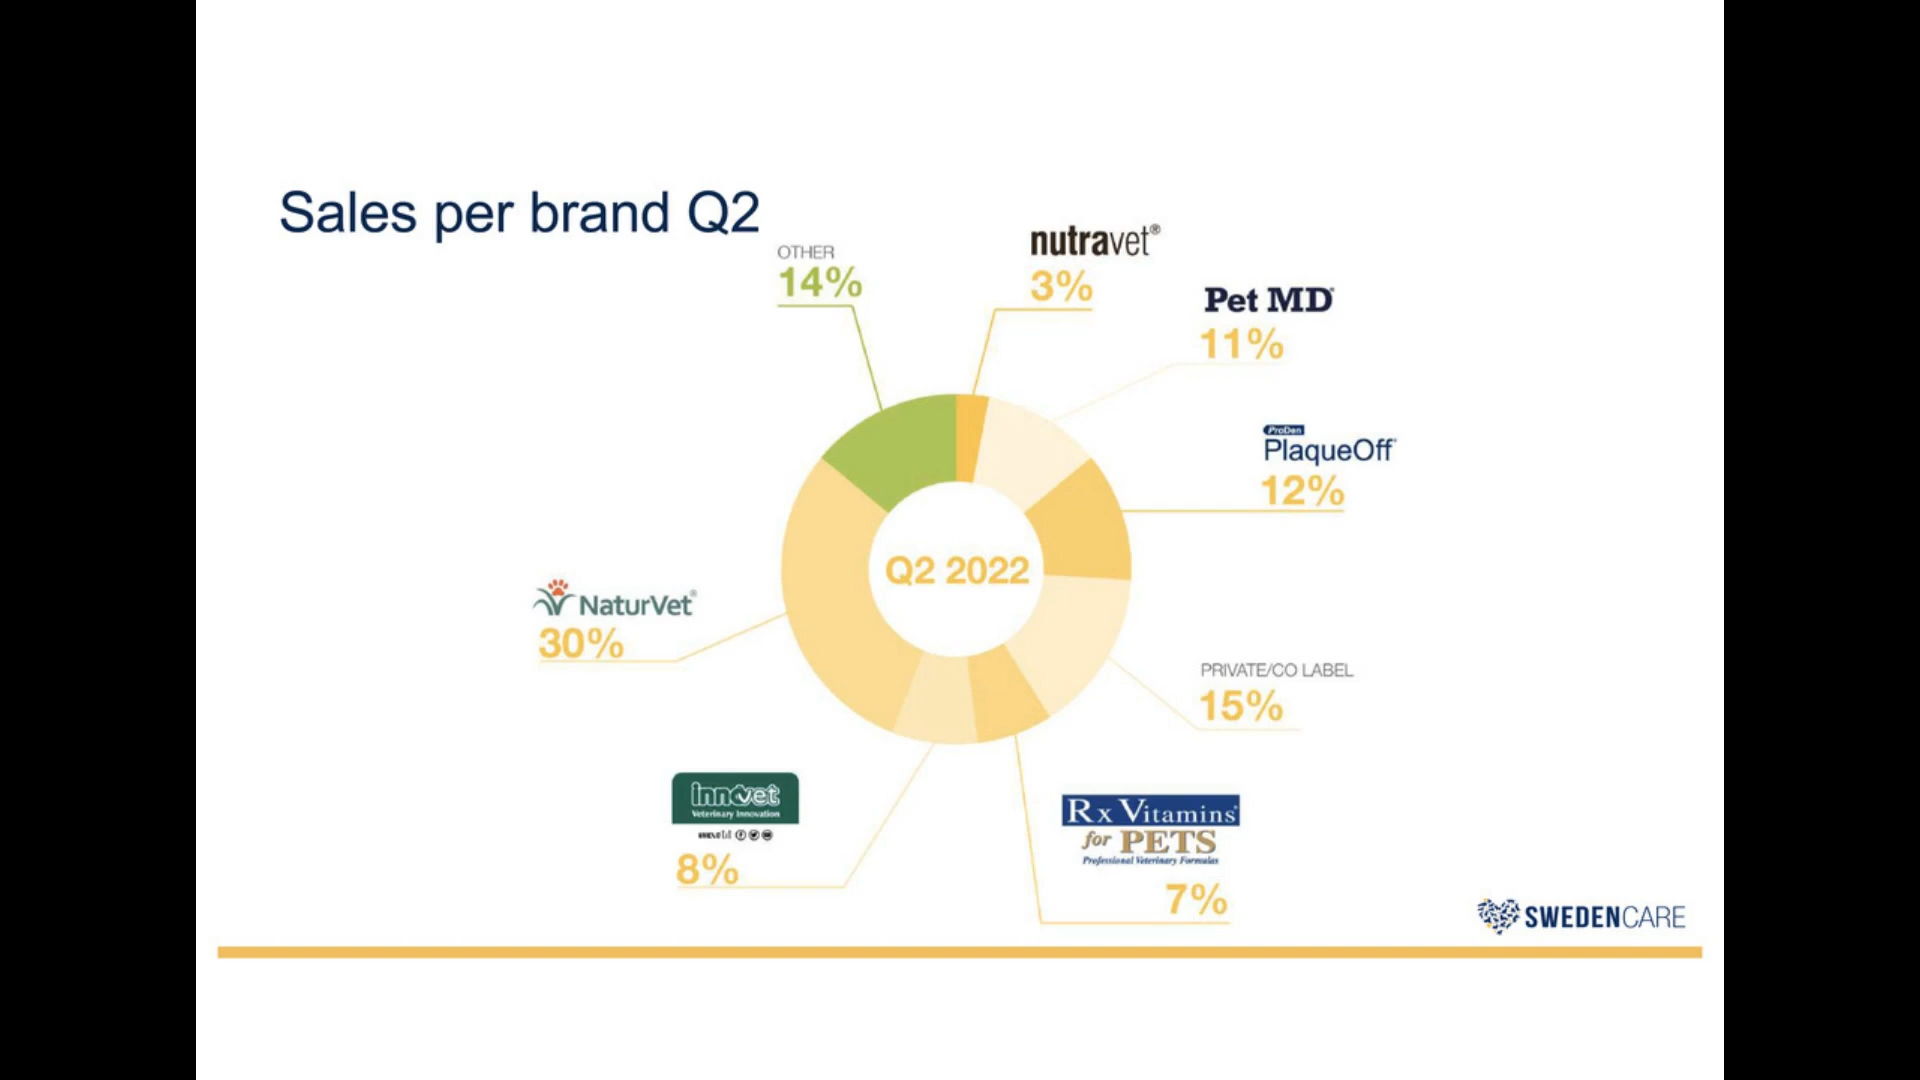 Sales per brand Q2
OTHER
14%
nutravet®
3%
Pet MD
11%
ProDen
PlaqueOff
12%
Q2 2022
NaturVet®
30%
PRIVATE/CO LABEL
15%
innovet
Veterinary Innovation
8%
Rx Vitamins
for PETS
Professional Veterinary Formulas
7%
SWEDENCARE